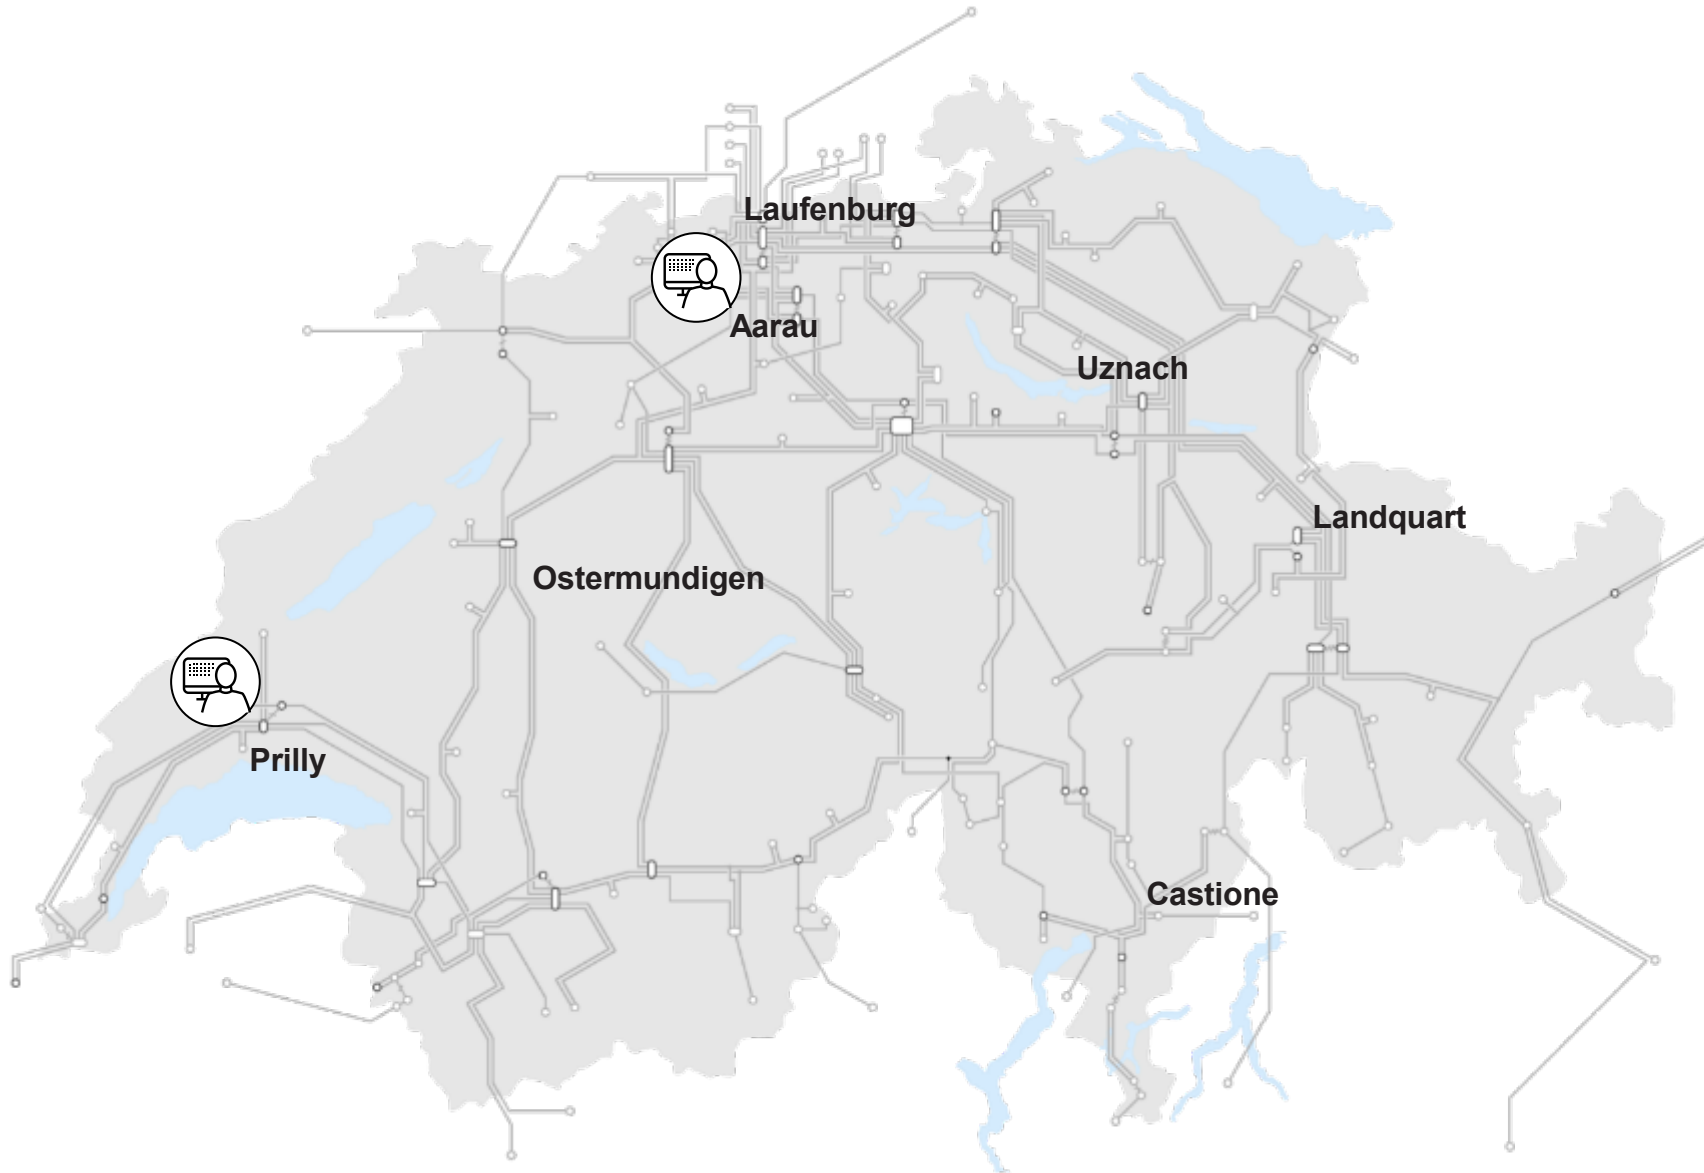 Laufenburg
Aarau
Uznach
Landquart
Ostermundigen
Prilly
Castione